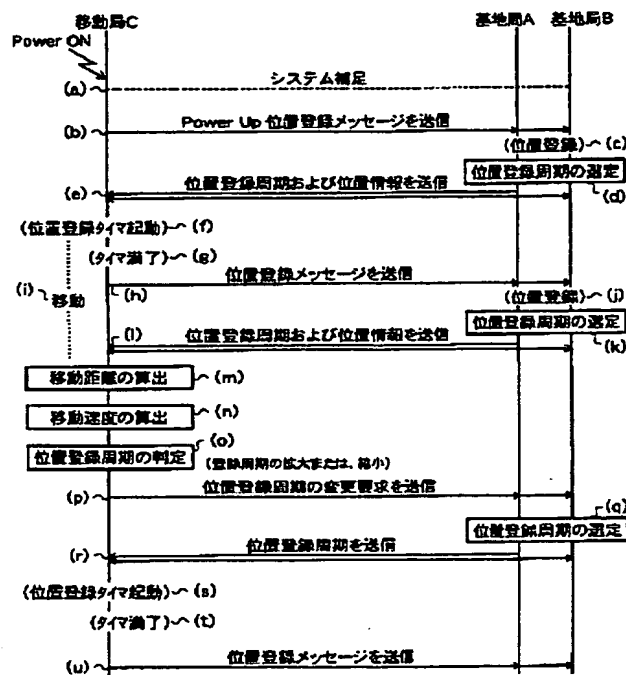 移動局C 基地局A 基地局B
Power ON
(a) システム補足
(b) Power Up 位置登録メッセージを送信
(位置登録) (c)
位置登録周期の選定
(d)
(e) 位置登録周期および位置情報を送信
(位置登録タイマ起動) (f)
(タイマ満了) (g)
位置登録メッセージを送信
(h)
(i) 移動
(位置登録) (j)
位置登録周期の選定
(k)
(l) 位置登録周期および位置情報を送信
移動距離の算出 (m)
移動速度の算出 (n)
(o)
位置登録周期の判定
(登録周期の拡大または、縮小)
(p) 位置登録周期の変更要求を送信
(q)
位置登録周期の選定
(r) 位置登録周期を送信
(位置登録タイマ起動) (s)
(タイマ満了) (t)
(u) 位置登録メッセージを送信